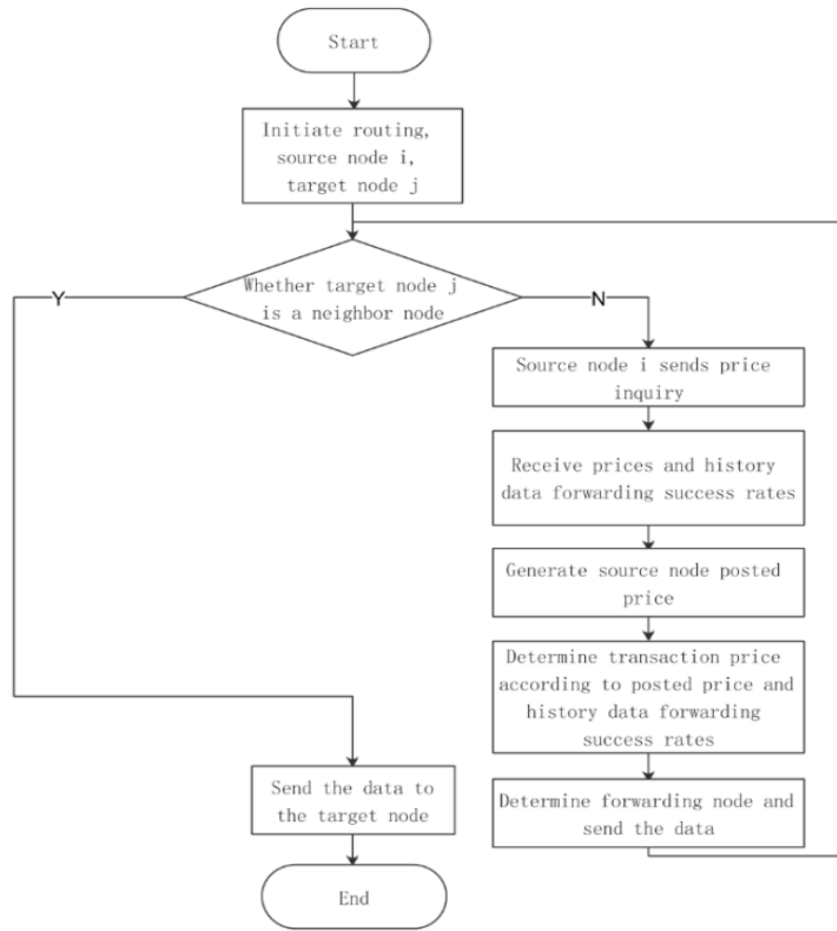 Start
Initiate routing,
source node i,
target node j
Whether target node j
is a neighbor node
Y
N
Source node i sends price
inquiry
Receive prices and history
data forwarding success rates
Generate source node posted
price
Determine transaction price
according to posted price and
history data forwarding
success rates
Determine forwarding node and
send the data
Send the data to
the target node
End